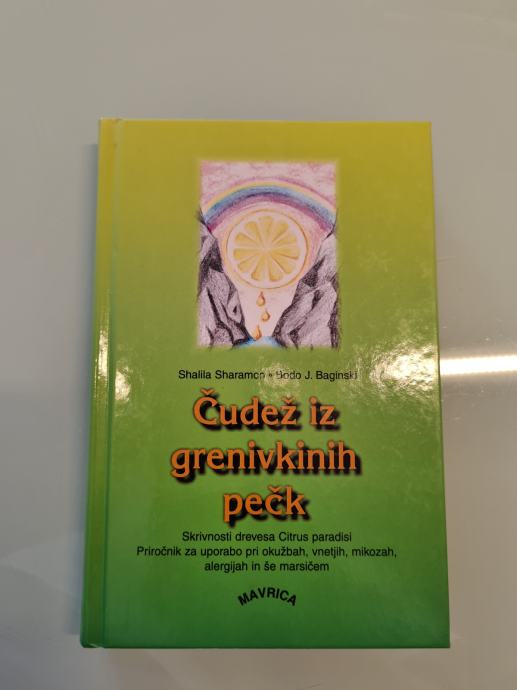 Shalila Sharamon • Bodo J. Baginski
Čudež iz
grenivkinih
pečk
Skrivnosti drevesa Citrus paradisi
Priročnik za uporabo pri okužbah, vnetjih, mikozah,
alergijah in še marsičem
MAVRICA